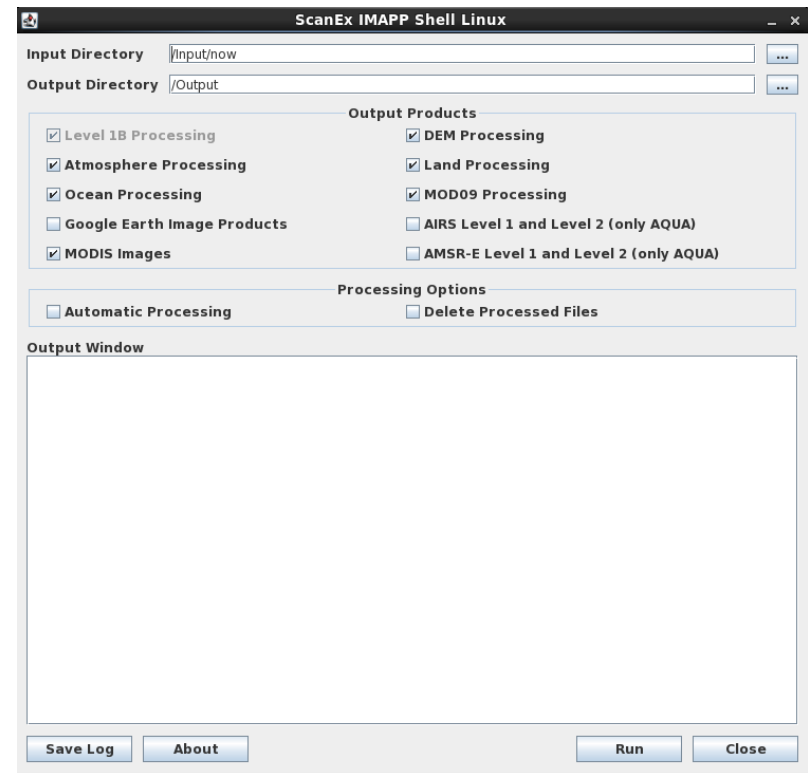 ScanEx IMAPP Shell Linux
Input Directory /Input/now ...
Output Directory /Output ...
Output Products
Level 1B Processing DEM Processing
Atmosphere Processing Land Processing
Ocean Processing MOD09 Processing
Google Earth Image Products AIRS Level 1 and Level 2 (only AQUA)
MODIS Images AMSR-E Level 1 and Level 2 (only AQUA)
Processing Options
Automatic Processing Delete Processed Files
Output Window
Save Log About Run Close